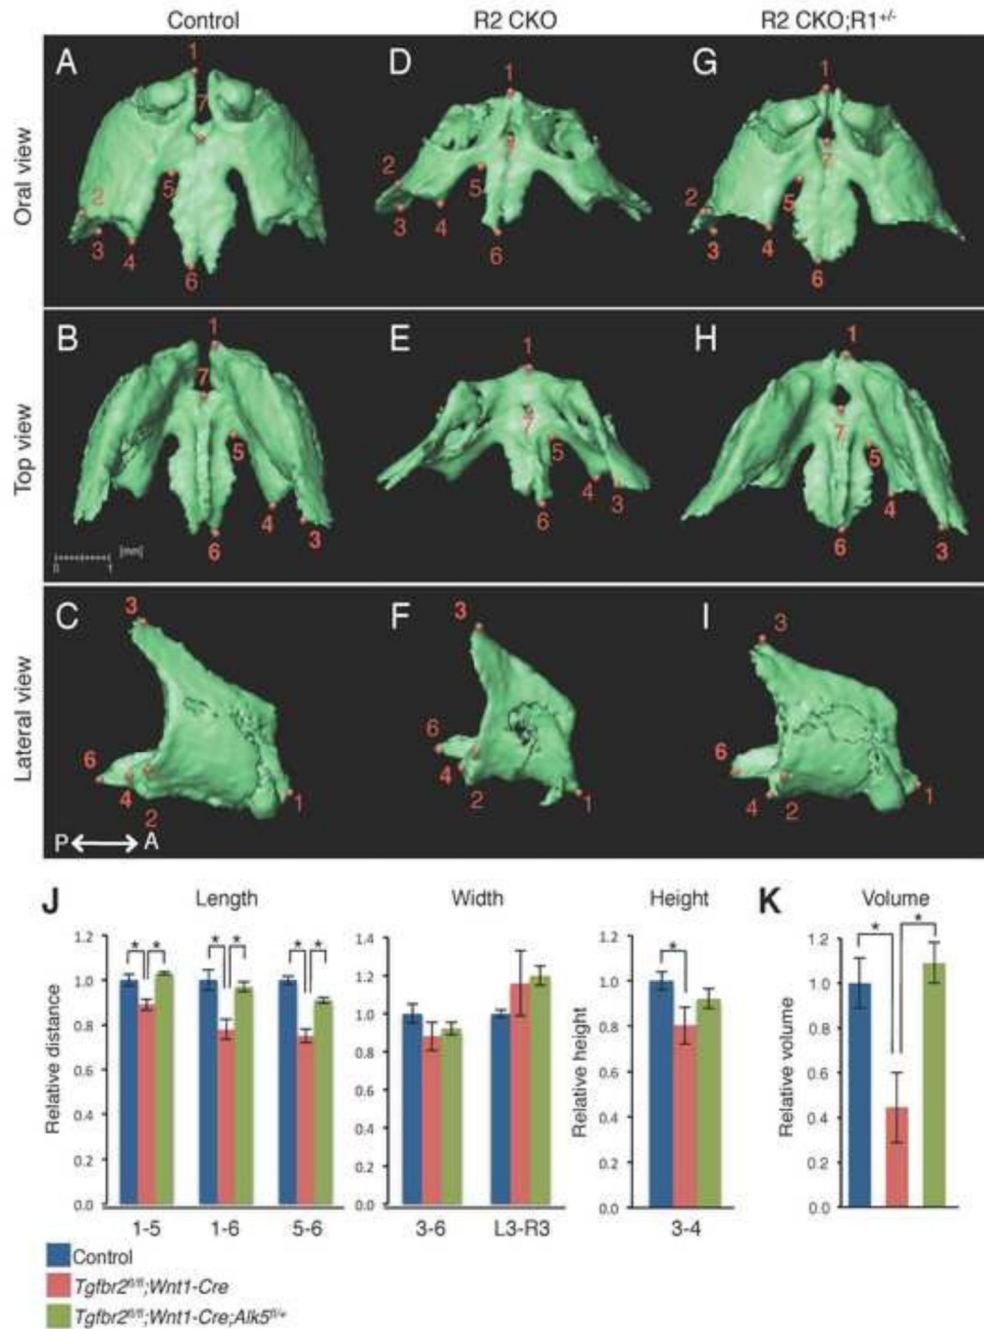 Control R2 CKO R2 CKO;R1+/-
Oral view
A 1 7 2 5 3 4 6
D 1 7 2 5 3 4 6
G 1 7 2 5 3 4 6
Top view
B 1 7 5 4 3 6
[mm]
0 1
E 1 7 5 4 3 6
H 1 7 5 4 3 6
Lateral view
C 3 6 4 2 1
P A
F 3 6 4 2 1
I 3 6 4 2 1
J Length Width Height K Volume
Relative distance
1.2
1.0
0.8
0.6
0.4
0.2
0.0
* * * * * *
1-5 1-6 5-6
1.4
1.2
1.0
0.8
0.6
0.4
0.2
0.0
3-6 L3-R3
Relative height
1.2
1.0
0.8
0.6
0.4
0.2
0.0
*
3-4
Relative volume
1.2
1.0
0.8
0.6
0.4
0.2
0.0
* *
Control
Tgfbr2fl/fl;Wnt1-Cre
Tgfbr2fl/fl;Wnt1-Cre;Alk5fl/+